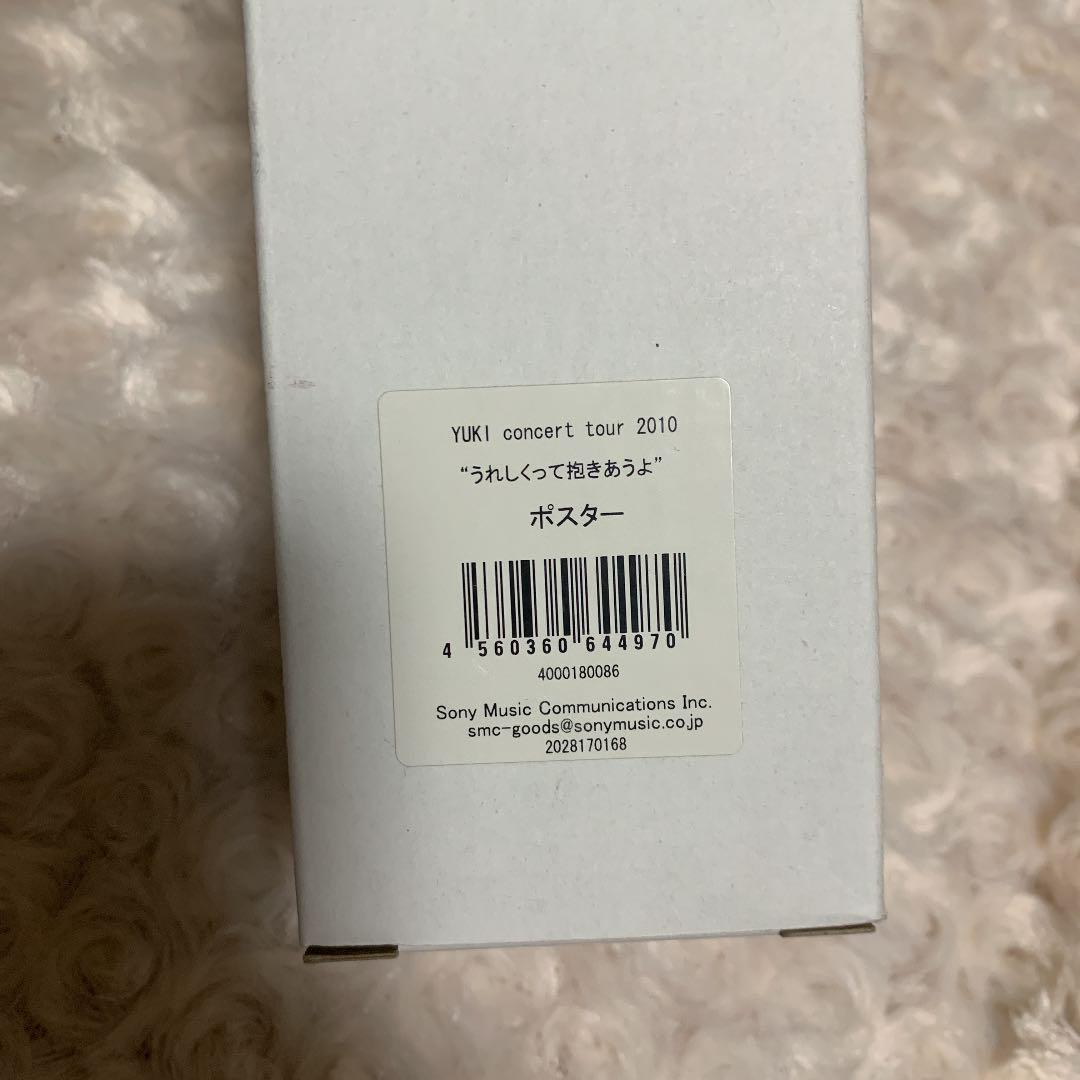 YUKI concert tour 2010
“うれしくって抱きあうよ”
ポスター
4 560360 644970
4000180086
Sony Music Communications Inc.
smc-goods@sonymusic.co.jp
2028170168